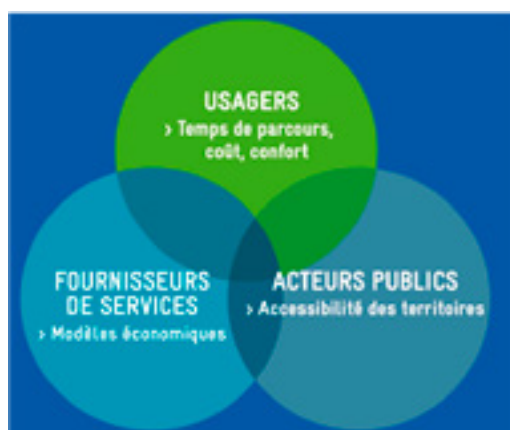 USAGERS
› Temps de parcours,
coût, confort
FOURNISSEURS
DE SERVICES
› Modèles économiques
ACTEURS PUBLICS
› Accessibilité des territoires